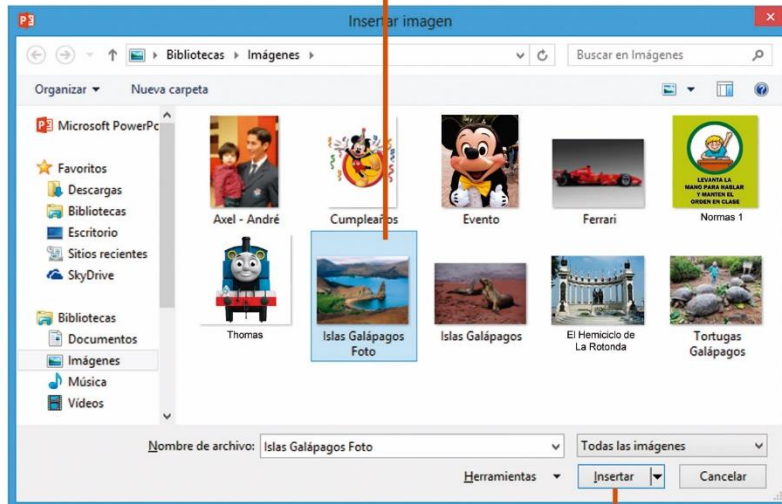 Insertar imagen
Bibliotecas Imágenes
Buscar en Imágenes
Organizar
Nueva carpeta
Microsoft PowerPc
Favoritos
Descargas
Bibliotecas
Escritorio
Sitios recientes
SkyDrive
Bibliotecas
Documentos
Imágenes
Música
Vídeos
Axel - André
Cumpleaños
Evento
Ferrari
LEVANTA LA
MANO PARA HABLAR
Y MANTEN EL
ORDEN EN CLASE
Normas 1
Thomas
Islas Galápagos
Foto
Islas Galápagos
El Hemiciclo de
La Rotonda
Tortugas
Galápagos
Nombre de archivo: Islas Galápagos Foto
Todas las imágenes
Herramientas
Insertar
Cancelar